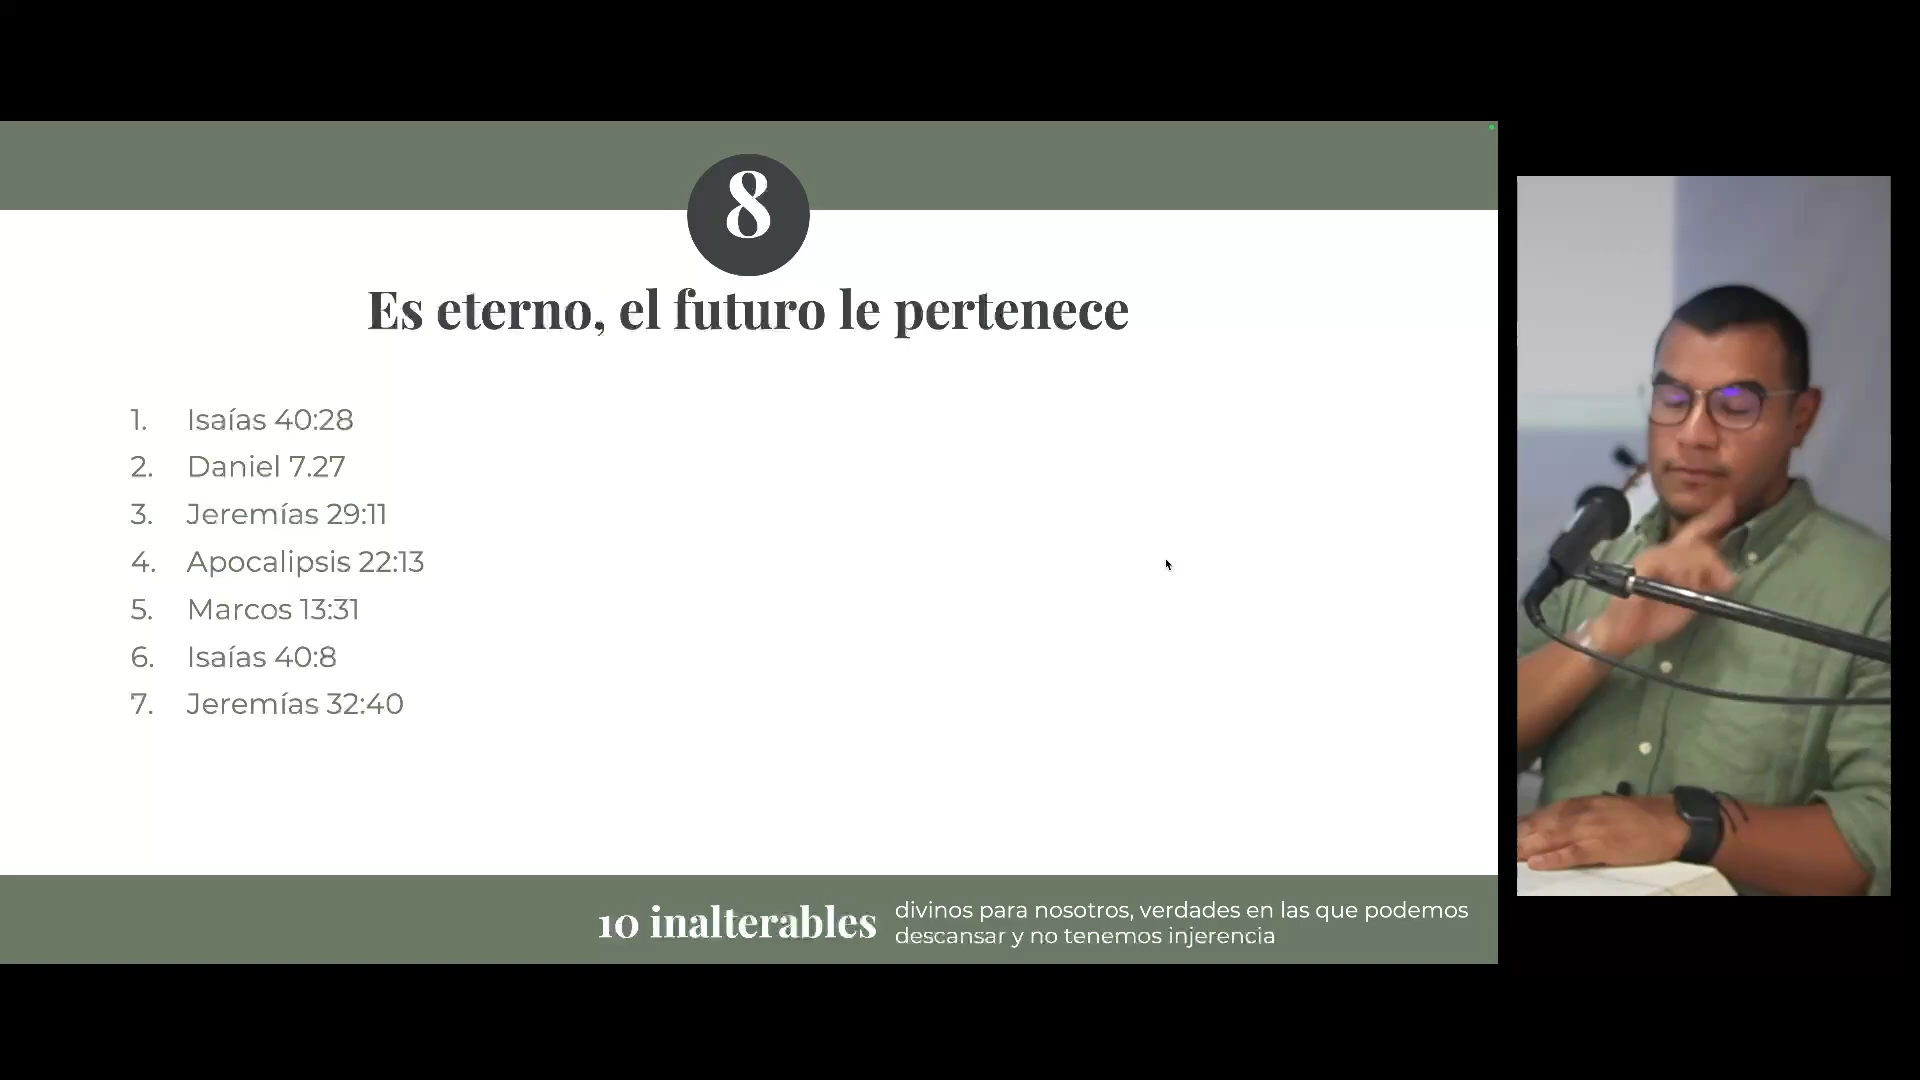 8
Es eterno, el futuro le pertenece
1. Isaías 40:28
2. Daniel 7.27
3. Jeremías 29:11
4. Apocalipsis 22:13
5. Marcos 13:31
6. Isaías 40:8
7. Jeremías 32:40
10 inalterables
divinos para nosotros, verdades en las que podemos
descansar y no tenemos injerencia